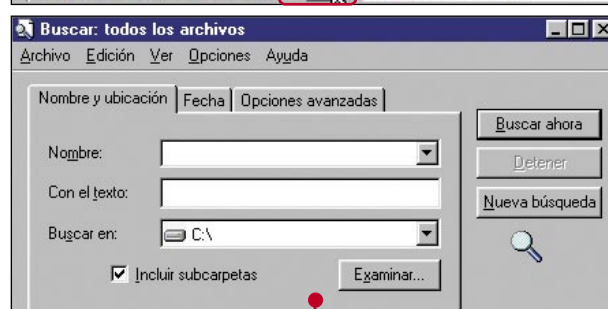 Buscar: todos los archivos
Archivo Edición Ver Opciones Ayuda
Nombre y ubicación Fecha Opciones avanzadas
Buscar ahora
Nombre:
Detener
Con el texto:
Nueva búsqueda
Buscar en: C:\
Incluir subcarpetas Examinar...